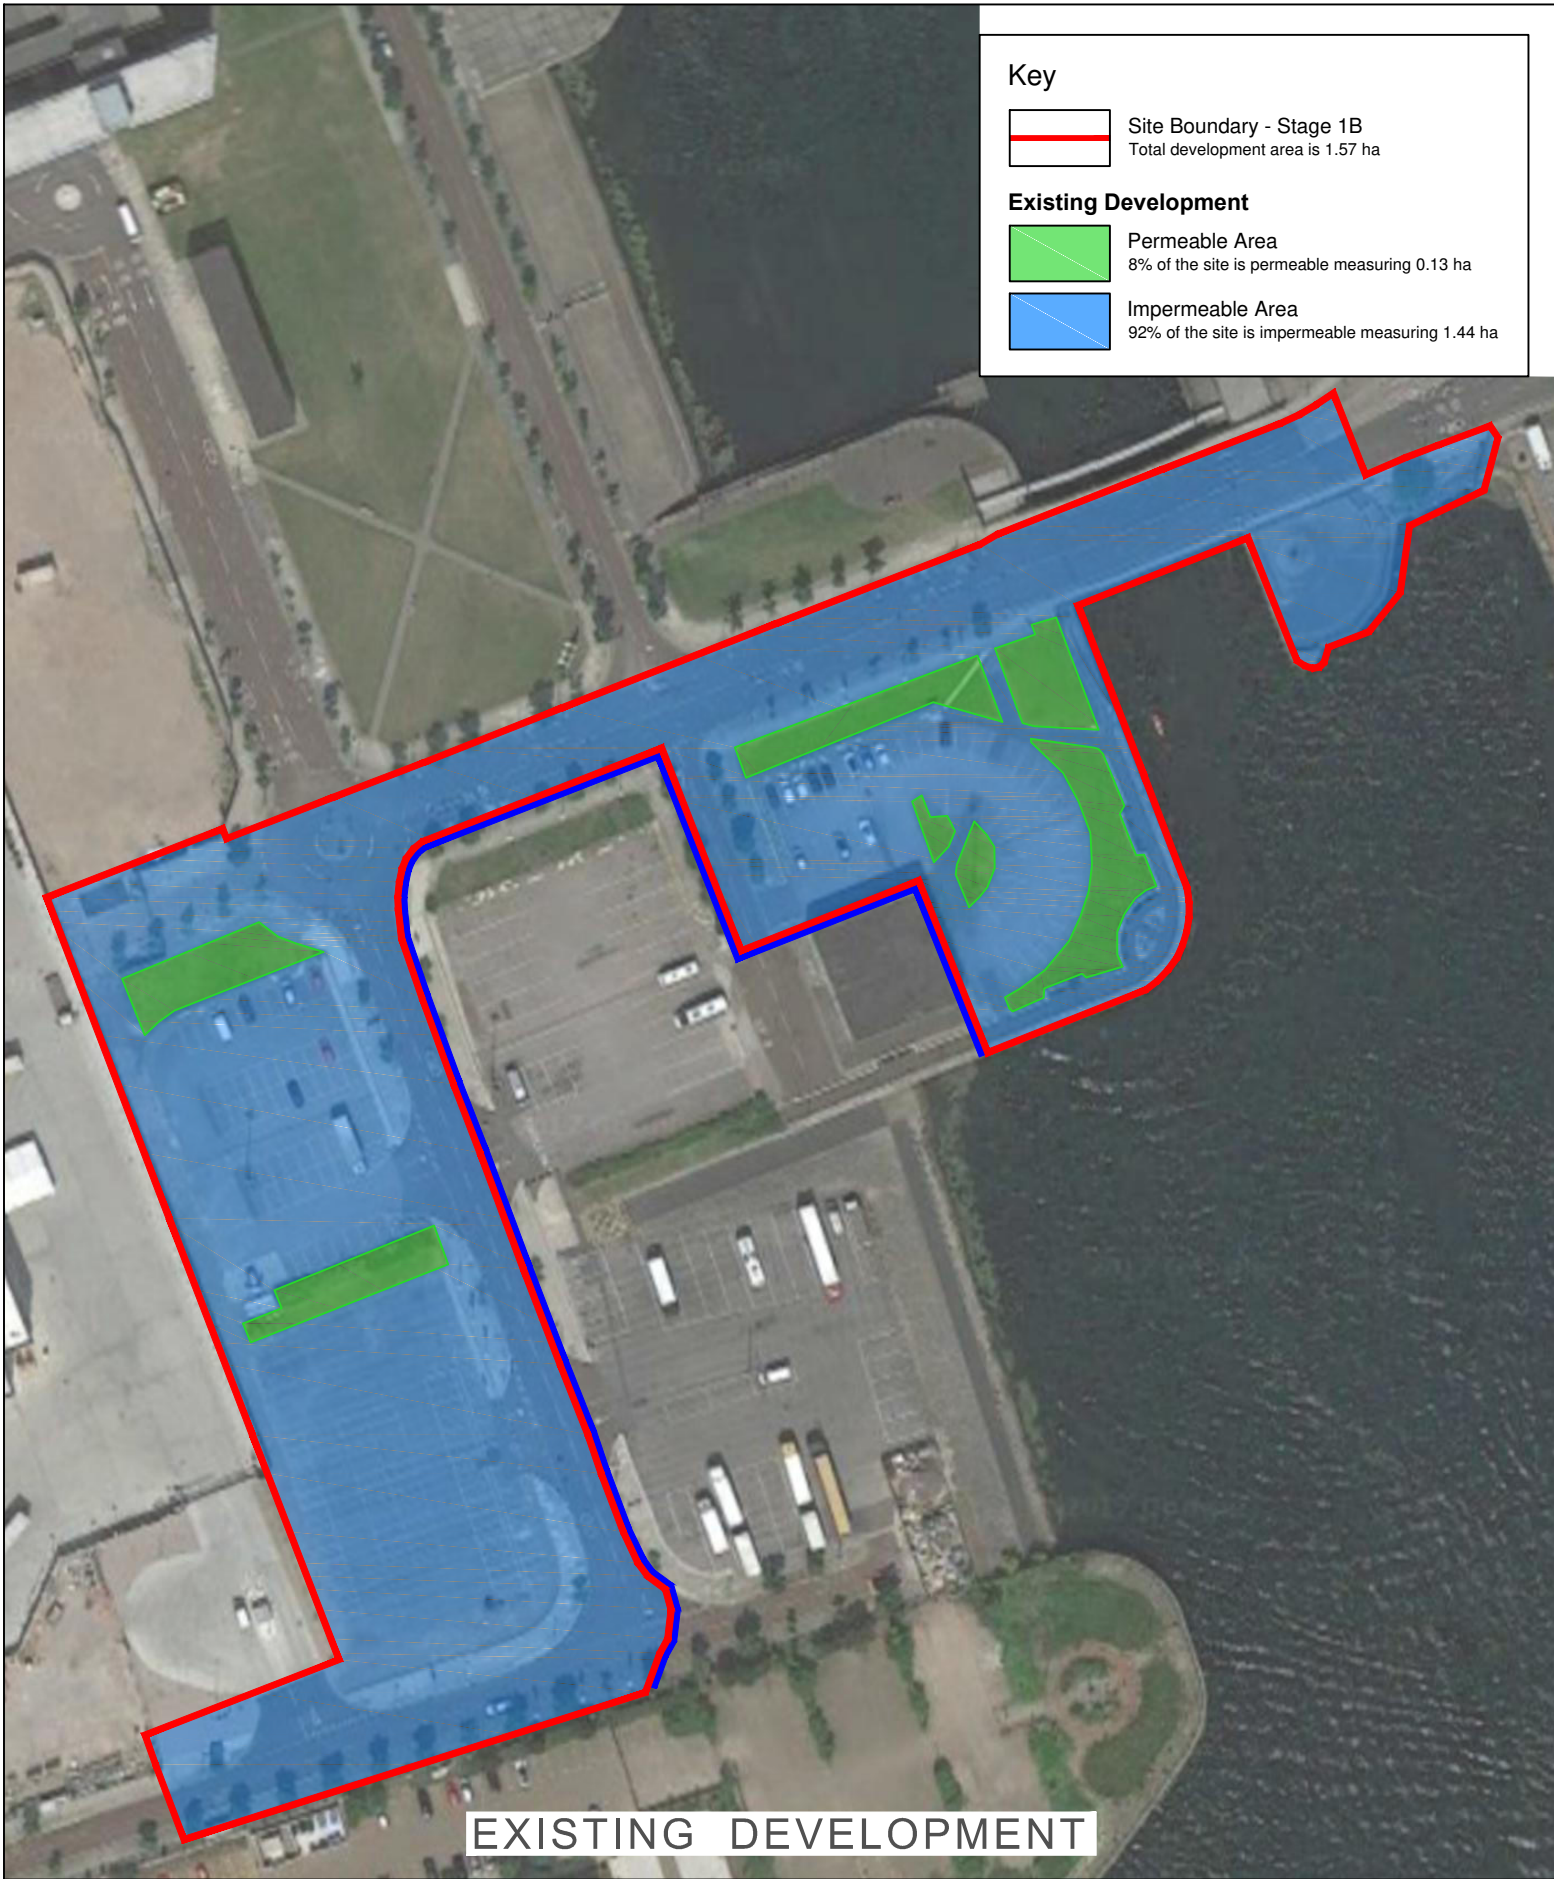 Key
Site Boundary - Stage 1B
Total development area is 1.57 ha
Existing Development
Permeable Area
8% of the site is permeable measuring 0.13 ha
Impermeable Area
92% of the site is impermeable measuring 1.44 ha
EXISTING DEVELOPMENT